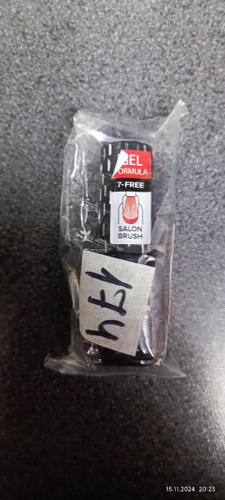 GEL
FORMULA
7-FREE
SALON
BRUSH
174
15.11.2024 20:23